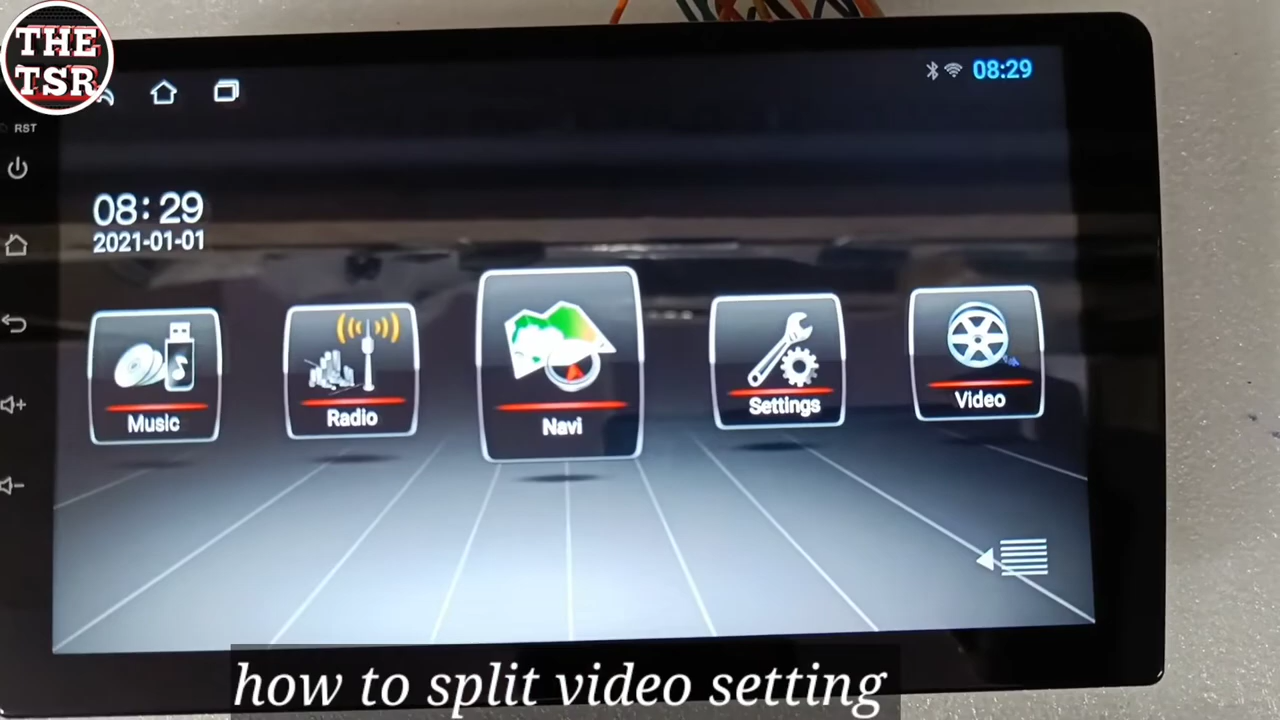 THE
TSR
RST
08:29
08:29
2021-01-01
Music
Radio
Navi
Settings
Video
how to split video setting